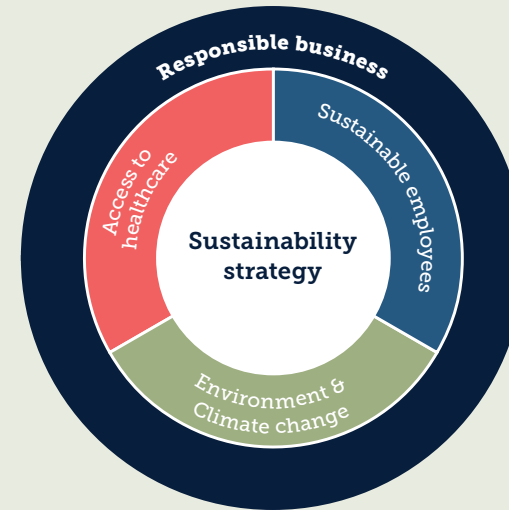 Responsible business
Access to
healthcare
Sustainable employees
Sustainability
strategy
Environment &
Climate change